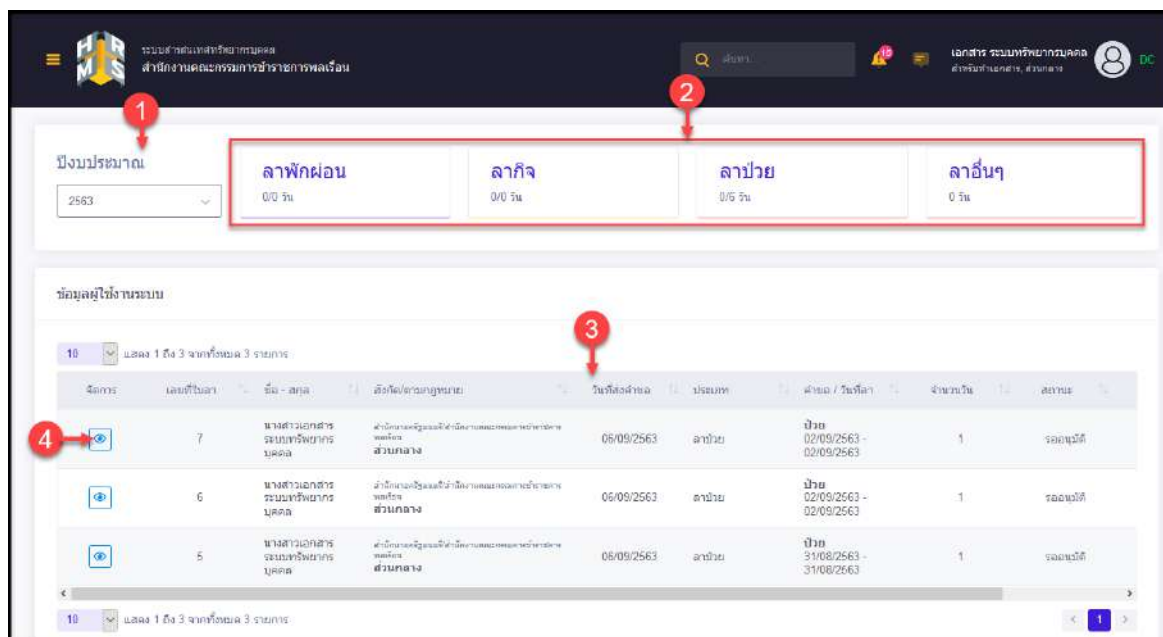 HR
MS
ระบบสารสนเทศทรัพยากรบุคคล
สำนักงานคณะกรรมการข้าราชการพลเรือน
ค้นหา...
10
เอกสาร ระบบทรัพยากรบุคคล
สำหรับทำเอกสาร, ส่วนกลาง
DC
1
2
ปีงบประมาณ
2563
ลาพักผ่อน
0/0 วัน
ลากิจ
0/0 วัน
ลาป่วย
0/6 วัน
ลาอื่นๆ
0 วัน
ข้อมูลผู้ใช้งานระบบ
3
10 แสดง 1 ถึง 3 จากทั้งหมด 3 รายการ
จัดการ เลขที่ใบลา ชื่อ - สกุล สังกัด/ตามกฎหมาย วันที่ส่งคำขอ ประเภท คำขอ / วันที่ลา จำนวนวัน สถานะ
4
7
นางสาวเอกสาร
ระบบทรัพยากร
บุคคล
ส่วนกลาง
06/09/2563
ลาป่วย
ป่วย
02/09/2563 -
02/09/2563
1
รออนุมัติ
6
นางสาวเอกสาร
ระบบทรัพยากร
บุคคล
ส่วนกลาง
06/09/2563
ลาป่วย
ป่วย
02/09/2563 -
02/09/2563
1
รออนุมัติ
5
นางสาวเอกสาร
ระบบทรัพยากร
บุคคล
ส่วนกลาง
06/09/2563
ลาป่วย
ป่วย
31/08/2563 -
31/08/2563
1
รออนุมัติ
10 แสดง 1 ถึง 3 จากทั้งหมด 3 รายการ
1